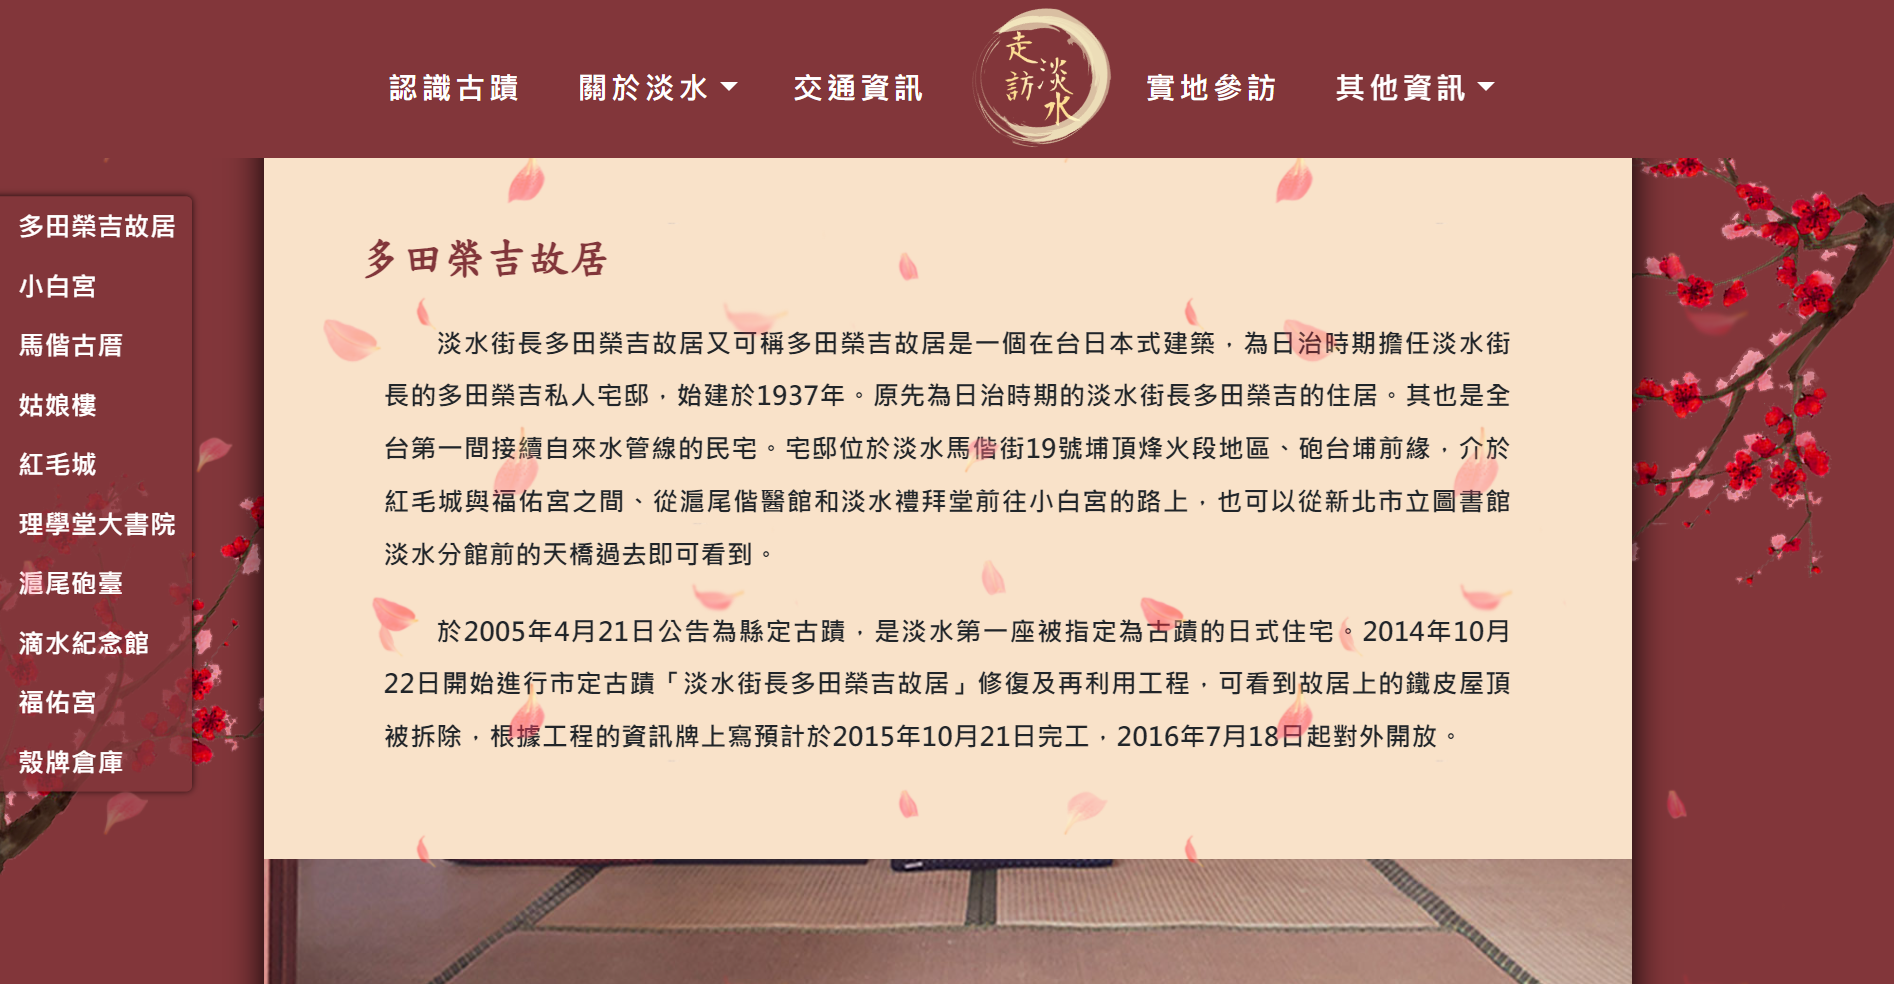 認識古蹟
關於淡水
交通資訊
走訪
淡水
實地參訪
其他資訊
多田榮吉故居
小白宮
馬偕古厝
姑娘樓
紅毛城
理學堂大書院
滬尾砲臺
滴水紀念館
福佑宮
殼牌倉庫
多田榮吉故居
淡水街長多田榮吉故居又可稱多田榮吉故居是一個在台日本式建築，為日治時期擔任淡水街
長的多田榮吉私人宅邸，始建於1937年。原先為日治時期的淡水街長多田榮吉的住居。其也是全
台第一間接續自來水管線的民宅。宅邸位於淡水馬偕街19號埔頂烽火段地區、砲台埔前緣，介於
紅毛城與福佑宮之間、從滬尾偕醫館和淡水禮拜堂前往小白宮的路上，也可以從新北市立圖書館
淡水分館前的天橋過去即可看到。
於2005年4月21日公告為縣定古蹟，是淡水第一座被指定為古蹟的日式住宅。2014年10月
22日開始進行市定古蹟「淡水街長多田榮吉故居」修復及再利用工程，可看到故居上的鐵皮屋頂
被拆除，根據工程的資訊牌上寫預計於2015年10月21日完工，2016年7月18日起對外開放。